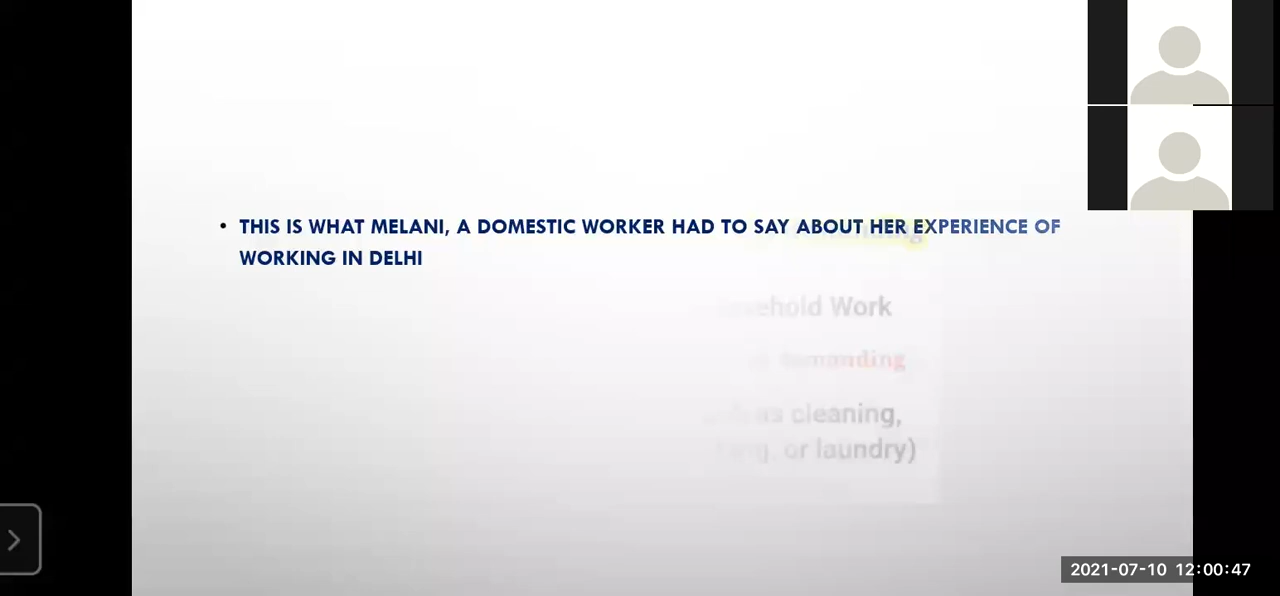 • THIS IS WHAT MELANI, A DOMESTIC WORKER HAD TO SAY ABOUT HER EXPERIENCE OF
WORKING IN DELHI
Work
cleaning,
or laundry)
2021-07-10 12:00:47